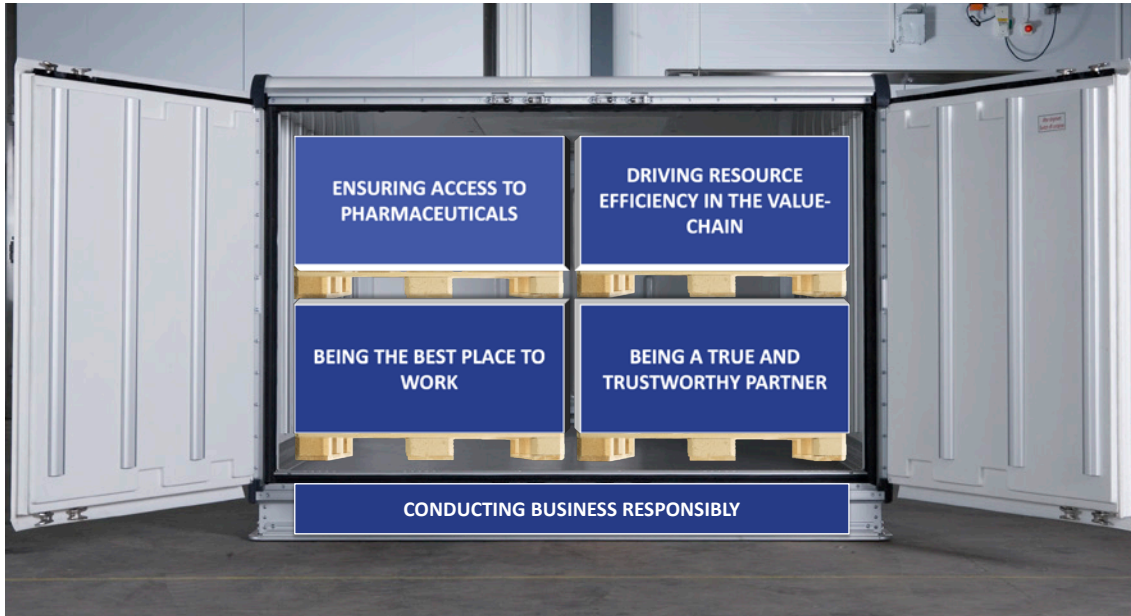 ENSURING ACCESS TO
PHARMACEUTICALS
DRIVING RESOURCE
EFFICIENCY IN THE VALUE-
CHAIN
BEING THE BEST PLACE TO
WORK
BEING A TRUE AND
TRUSTWORTHY PARTNER
CONDUCTING BUSINESS RESPONSIBLY